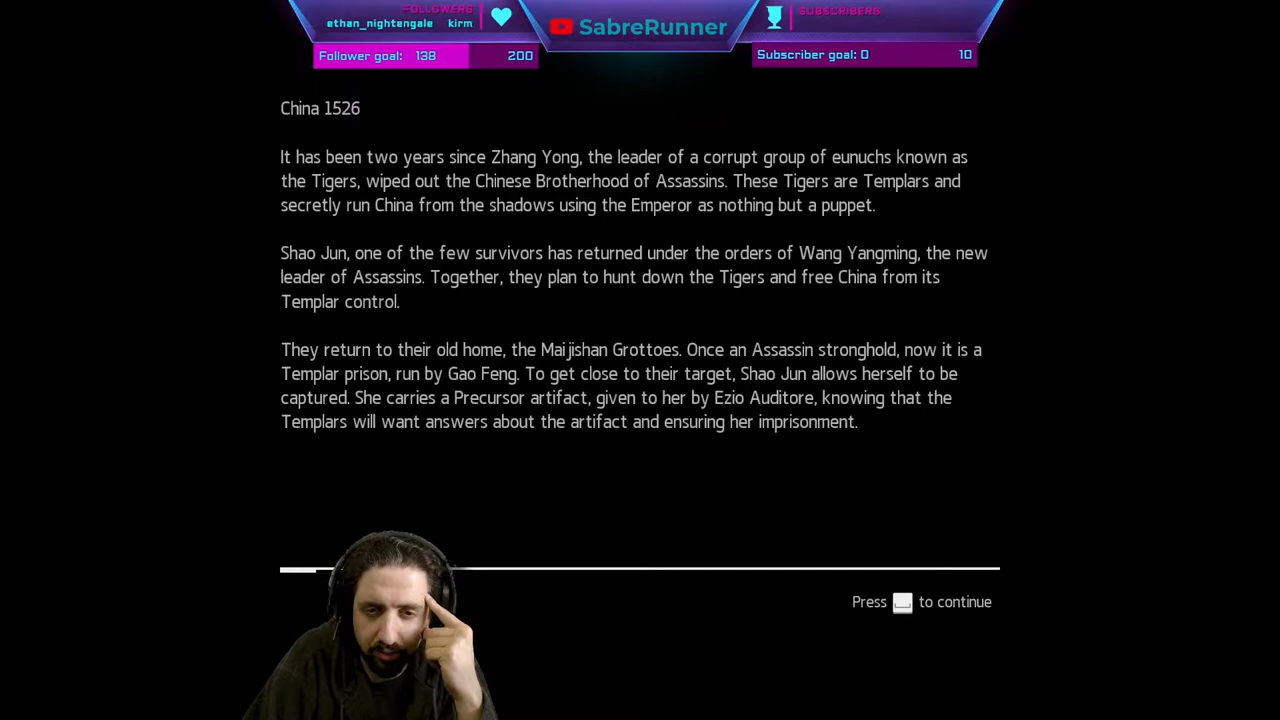 FOLLOWERS
ethan_nightengale kirm
SabreRunner
SUBSCRIBERS
Follower goal: 138 200
Subscriber goal: 0 10
China 1526
It has been two years since Zhang Yong, the leader of a corrupt group of eunuchs known as
the Tigers, wiped out the Chinese Brotherhood of Assassins. These Tigers are Templars and
secretly run China from the shadows using the Emperor as nothing but a puppet.
Shao Jun, one of the few survivors has returned under the orders of Wang Yangming, the new
leader of Assassins. Together, they plan to hunt down the Tigers and free China from its
Templar control.
They return to their old home, the Maijishan Grottoes. Once an Assassin stronghold, now it is a
Templar prison, run by Gao Feng. To get close to their target, Shao Jun allows herself to be
captured. She carries a Precursor artifact, given to her by Ezio Auditore, knowing that the
Templars will want answers about the artifact and ensuring her imprisonment.
Press to continue